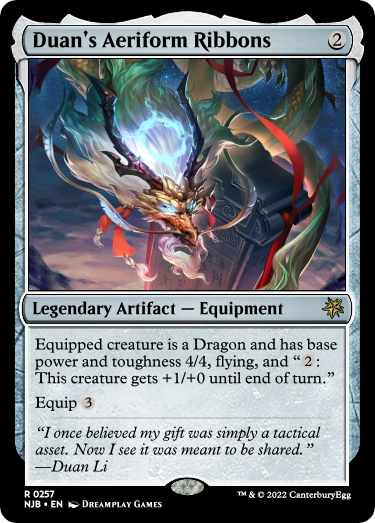 Duan's Aeriform Ribbons 2
Legendary Artifact — Equipment
Equipped creature is a Dragon and has base
power and toughness 4/4, flying, and “2:
This creature gets +1/+0 until end of turn.”
Equip 3
“I once believed my gift was simply a tactical
asset. Now I see it was meant to be shared.”
—Duan Li
R 0257
NJB • EN DREAMPLAY GAMES
™ & © 2022 CanterburyEgg